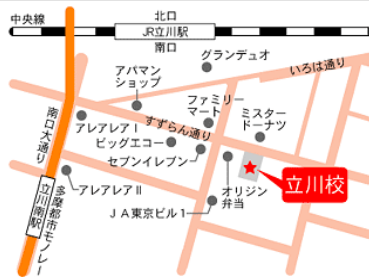 中央線
北口
JR立川駅
南口
グランデュオ
いろは通り
アパマン
ショップ
ファミリー
マート
ミスター
ドーナツ
南口大通り
アレアレアⅠ
すずらん通り
ビッグエコー
セブンイレブン
立川南駅
多摩都市モノレー
アレアレアⅡ
オリジン
弁当
立川校
JA東京ビル1